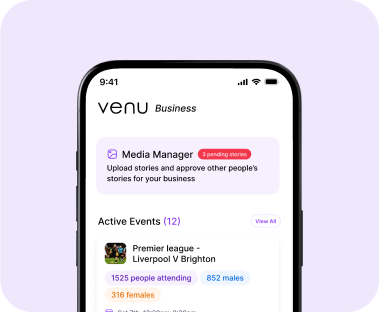 9:41
venu Business
Media Manager 3 pending stories
Upload stories and approve other people's
stories for your business
Active Events (12) View All
Premier league -
Liverpool V Brighton
1525 people attending 852 males
316 females